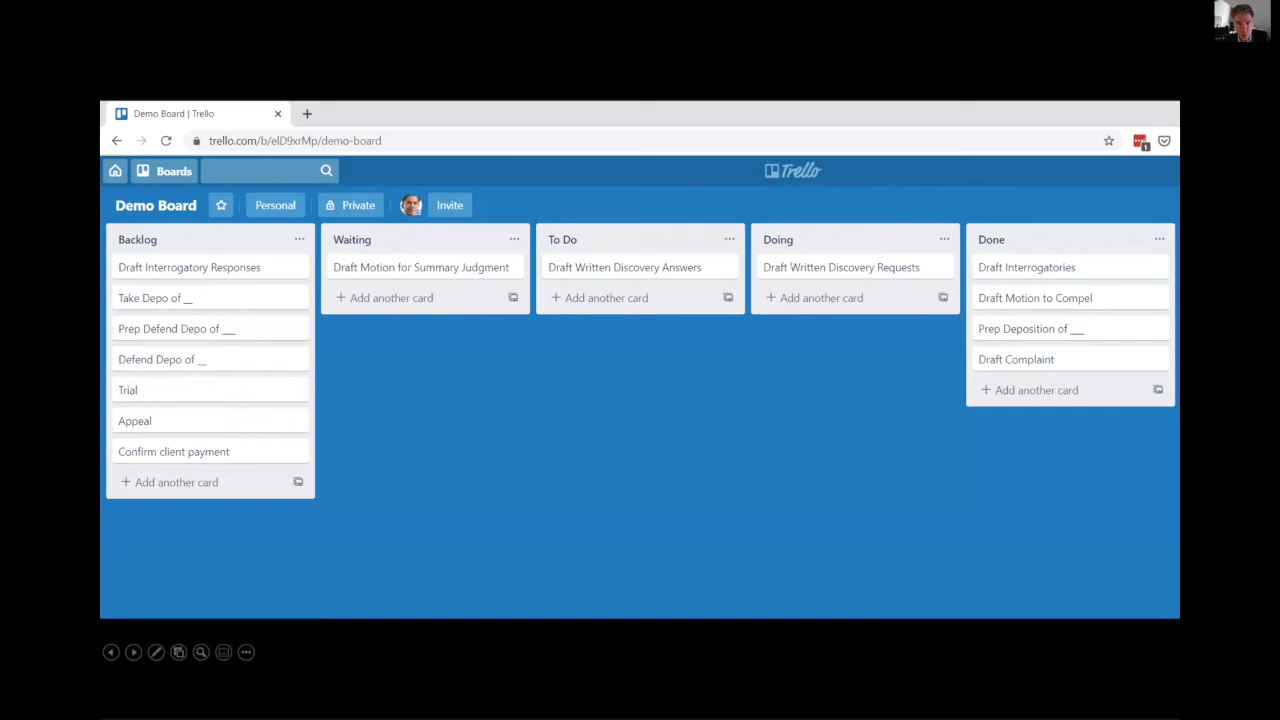 Demo Board | Trello
trello.com/b/elD9xrMp/demo-board
1
Boards
Trello
Demo Board
Personal
Private
Invite
Backlog
Draft Interrogatory Responses
Take Depo of __
Prep Defend Depo of ___
Defend Depo of __
Trial
Appeal
Confirm client payment
+ Add another card
Waiting
Draft Motion for Summary Judgment
+ Add another card
To Do
Draft Written Discovery Answers
+ Add another card
Doing
Draft Written Discovery Requests
+ Add another card
Done
Draft Interrogatories
Draft Motion to Compel
Prep Deposition of ___
Draft Complaint
+ Add another card